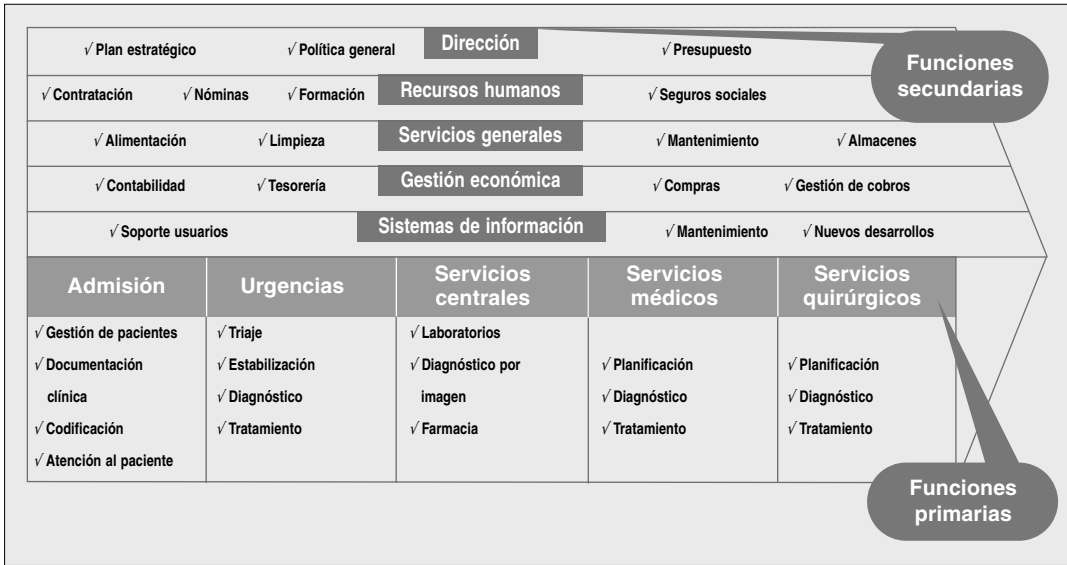 Dirección
√ Plan estratégico √ Política general √ Presupuesto
Funciones
secundarias
Recursos humanos
√ Contratación √ Nóminas √ Formación √ Seguros sociales
Servicios generales
√ Alimentación √ Limpieza √ Mantenimiento √ Almacenes
Gestión económica
√ Contabilidad √ Tesorería √ Compras √ Gestión de cobros
Sistemas de información
√ Soporte usuarios √ Mantenimiento √ Nuevos desarrollos
Admisión
√ Gestión de pacientes
√ Documentación
clínica
√ Codificación
√ Atención al paciente
Urgencias
√ Triaje
√ Estabilización
√ Diagnóstico
√ Tratamiento
Servicios
centrales
√ Laboratorios
√ Diagnóstico por
imagen
√ Farmacia
Servicios
médicos
√ Planificación
√ Diagnóstico
√ Tratamiento
Servicios
quirúrgicos
√ Planificación
√ Diagnóstico
√ Tratamiento
Funciones
primarias